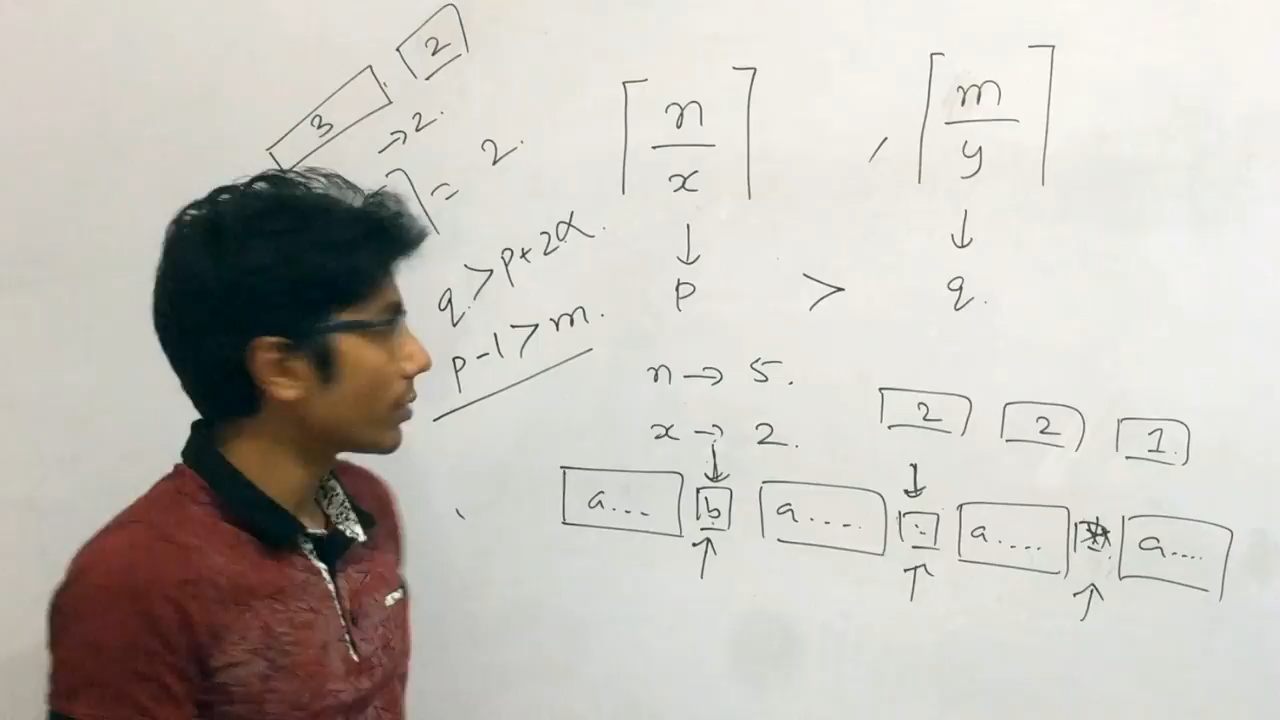 2
3
→ 2.
] = 2.
⌈n/x⌉ , ⌈m/y⌉
↓ ↓
p > q.
q > p + 2α.
p - 1 > m.
n → 5.
x → 2.
2 2 1
↓ ↓
a... b a.... . a.... a....
↑ ↑ ↑